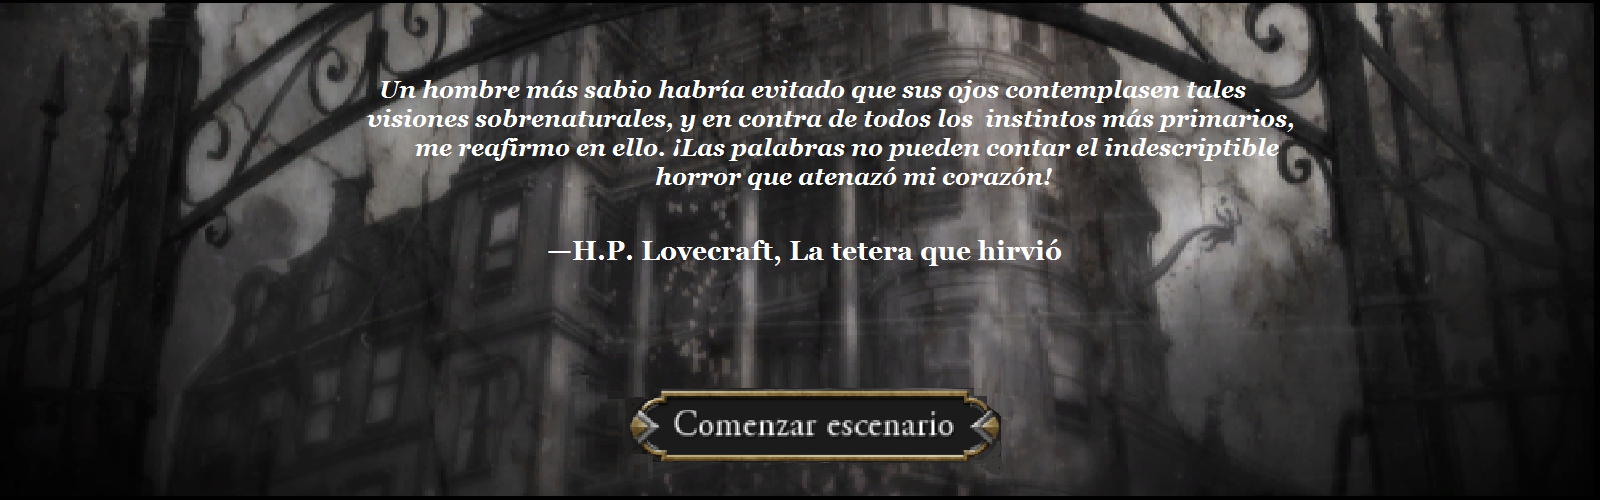 Un hombre más sabio habría evitado que sus ojos contemplasen tales
visiones sobrenaturales, y en contra de todos los  instintos más primarios,
me reafirmo en ello. ¡Las palabras no pueden contar el indescriptible
horror que atenazó mi corazón!
—H.P. Lovecraft, La tetera que hirvió
Comenzar escenario